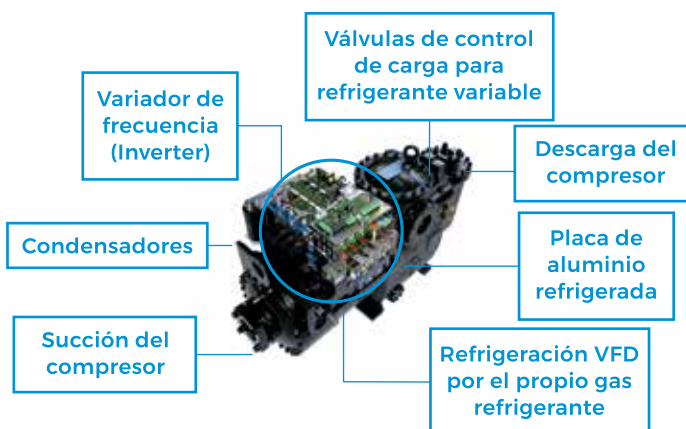 Válvulas de control
de carga para
refrigerante variable
Variador de
frecuencia
(Inverter)
Descarga del
compresor
Condensadores
Placa de
aluminio
refrigerada
Succión del
compresor
Refrigeración VFD
por el propio gas
refrigerante